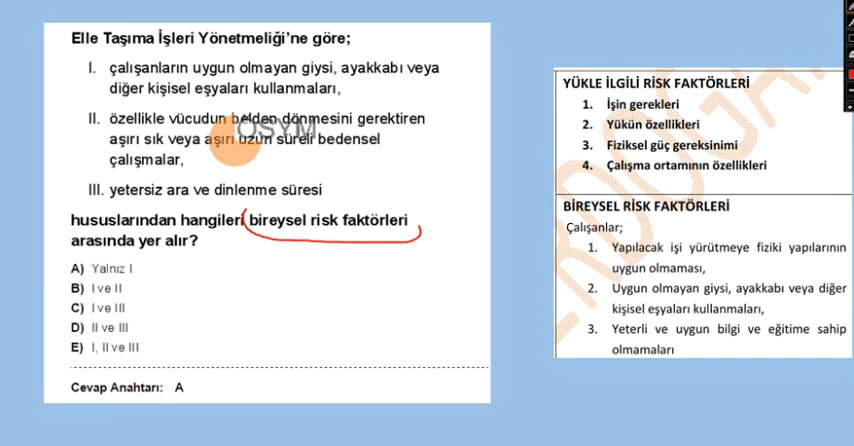 Elle Taşıma İşleri Yönetmeliği'ne göre;
I. çalışanların uygun olmayan giysi, ayakkabı veya
diğer kişisel eşyaları kullanmaları,
II. özellikle vücudun belden dönmesini gerektiren
aşırı sık veya aşırı uzun süreli bedensel
çalışmalar,
III. yetersiz ara ve dinlenme süresi
hususlarından hangileri bireysel risk faktörleri
arasında yer alır?
A) Yalnız I
B) I ve II
C) I ve III
D) II ve III
E) I, II ve III
Cevap Anahtarı: A
ÖSYM
YÜKLE İLGİLİ RİSK FAKTÖRLERİ
1. İşin gerekleri
2. Yükün özellikleri
3. Fiziksel güç gereksinimi
4. Çalışma ortamının özellikleri
BİREYSEL RİSK FAKTÖRLERİ
Çalışanlar;
1. Yapılacak işi yürütmeye fiziki yapılarının
uygun olmaması,
2. Uygun olmayan giysi, ayakkabı veya diğer
kişisel eşyaları kullanmaları,
3. Yeterli ve uygun bilgi ve eğitime sahip
olmamaları